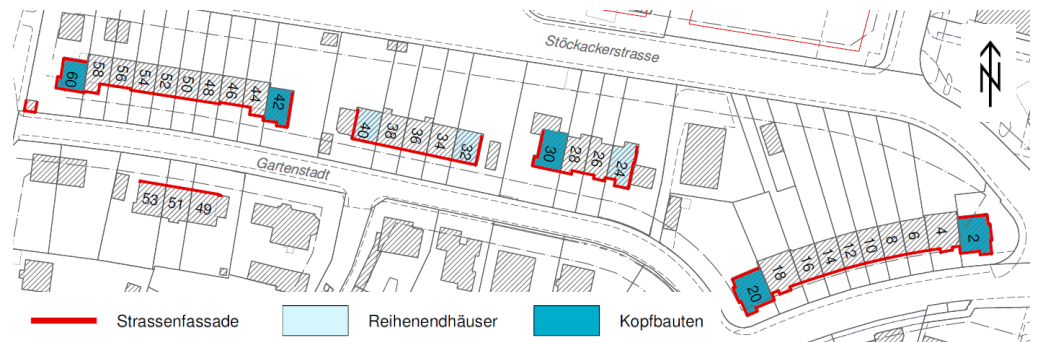 Stöckackerstrasse
60 58 56 54 52 50 48 46 44 42
40 38 36 34 32
30 28 26 24
Gartenstadt
53 51 49
20 18 16 14 12 10 8 6 4 2
N
Strassenfassade
Reihenendhäuser
Kopfbauten